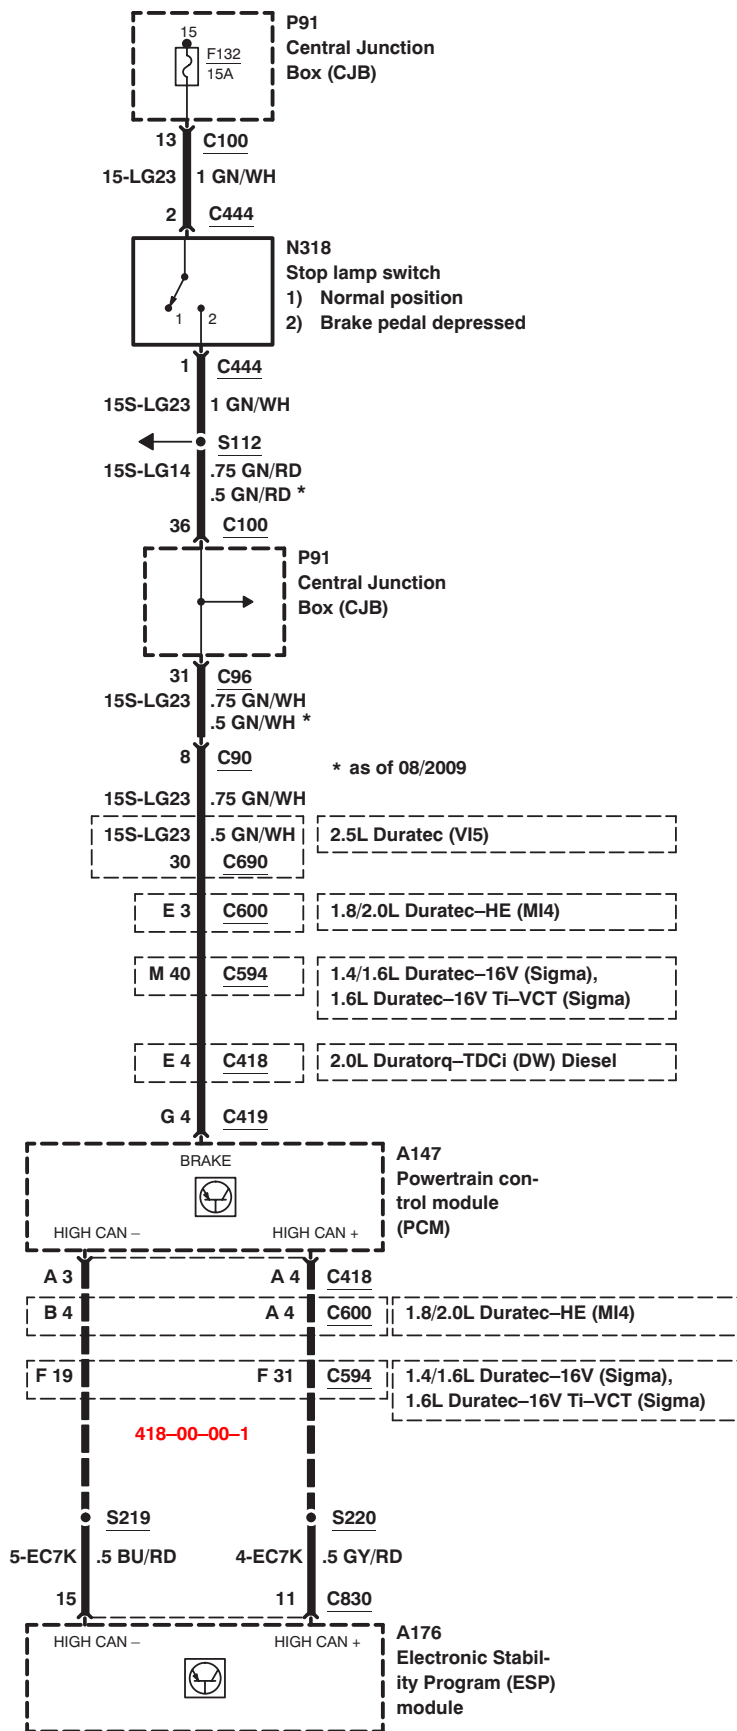 P91
Central Junction
Box (CJB)
15
F132
15A
13 C100
15-LG23 1 GN/WH
2 C444
N318
Stop lamp switch
1) Normal position
2) Brake pedal depressed
1 2
1 C444
15S-LG23 1 GN/WH
S112
15S-LG14 .75 GN/RD
.5 GN/RD *
36 C100
P91
Central Junction
Box (CJB)
31 C96
15S-LG23 .75 GN/WH
.5 GN/WH *
8 C90
* as of 08/2009
15S-LG23 .75 GN/WH
15S-LG23 .5 GN/WH 2.5L Duratec (VI5)
30 C690
E 3 C600 1.8/2.0L Duratec–HE (MI4)
M 40 C594 1.4/1.6L Duratec–16V (Sigma),
1.6L Duratec–16V Ti–VCT (Sigma)
E 4 C418 2.0L Duratorq–TDCi (DW) Diesel
G 4 C419
BRAKE
A147
Powertrain con-
trol module
(PCM)
HIGH CAN – HIGH CAN +
A 3 A 4 C418
B 4 A 4 C600 1.8/2.0L Duratec–HE (MI4)
F 19 F 31 C594 1.4/1.6L Duratec–16V (Sigma),
1.6L Duratec–16V Ti–VCT (Sigma)
418–00–00–1
S219 S220
5-EC7K .5 BU/RD 4-EC7K .5 GY/RD
15 11 C830
HIGH CAN – HIGH CAN +
A176
Electronic Stabil-
ity Program (ESP)
module